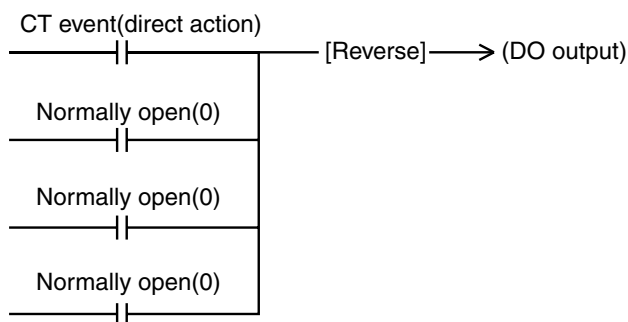 CT event(direct action)
[Reverse] (DO output)
Normally open(0)
Normally open(0)
Normally open(0)